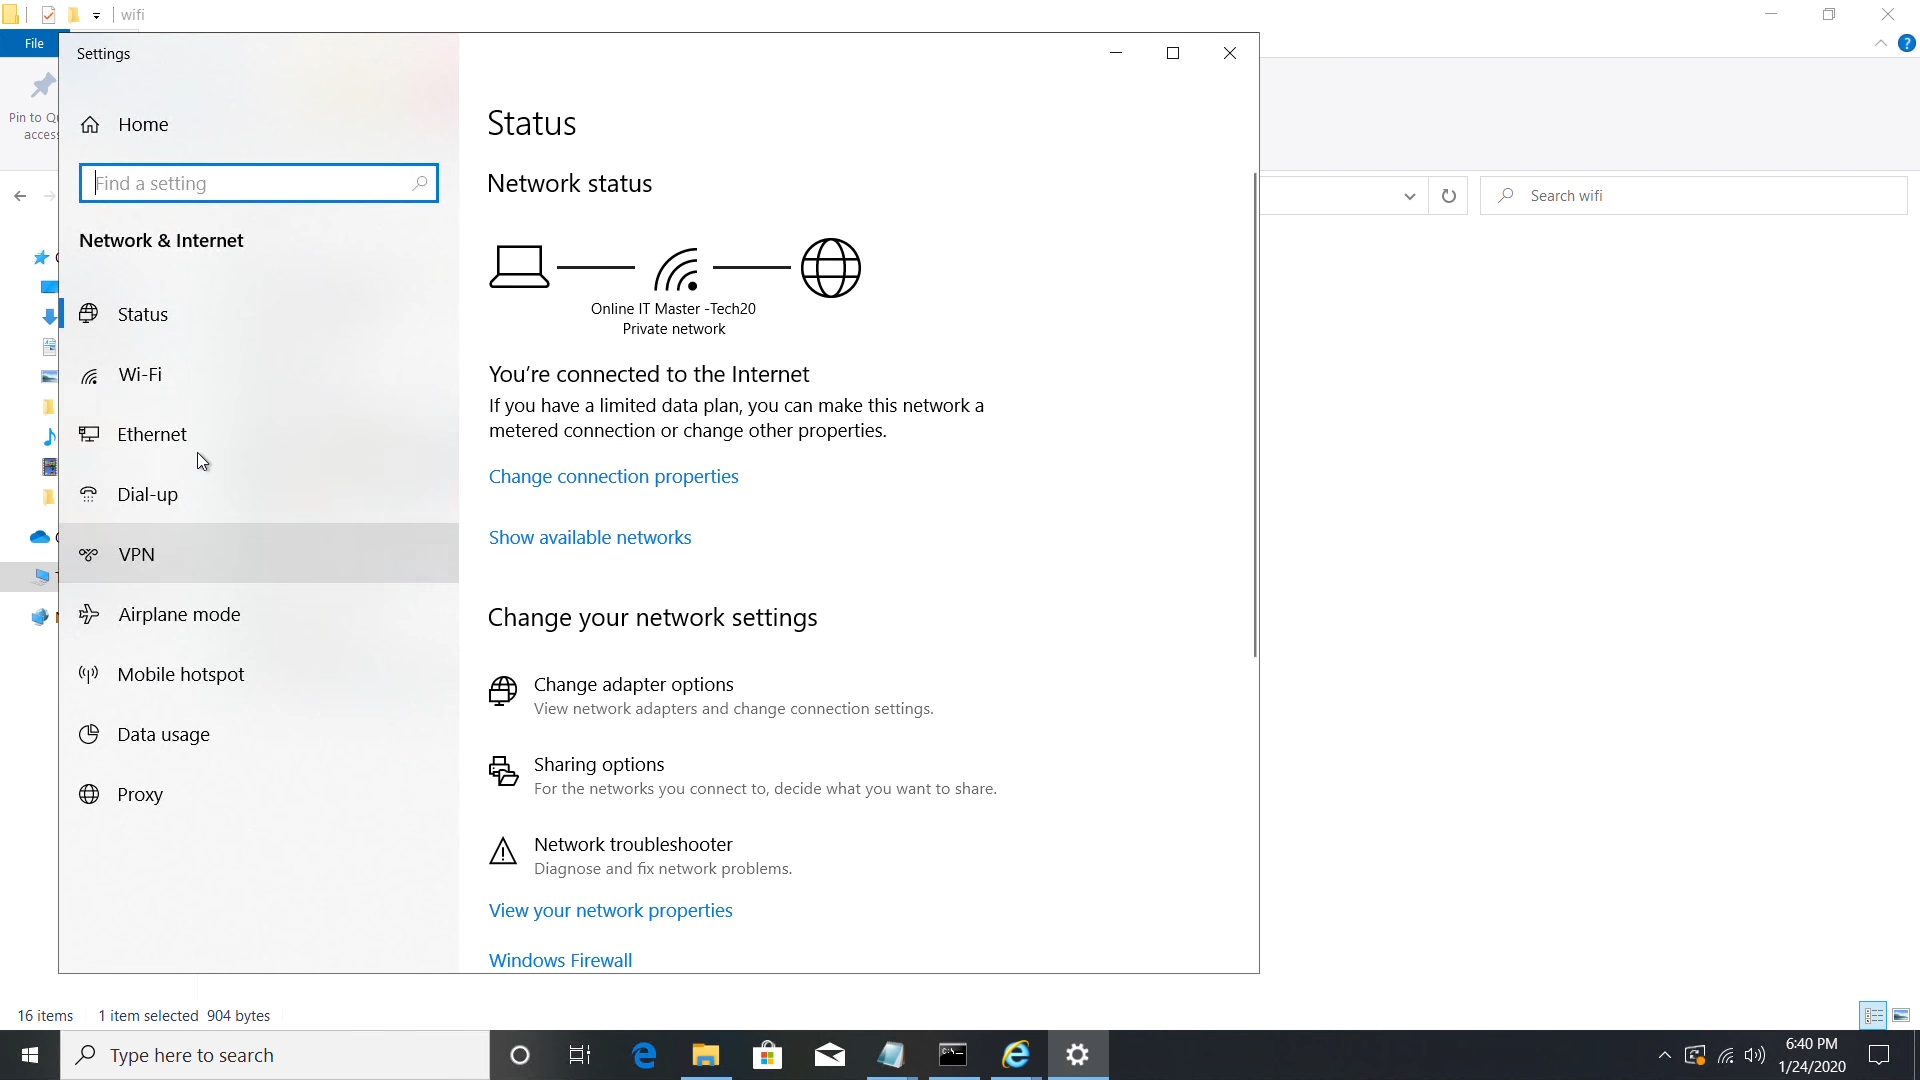 wifi
File
Pin to Qu
access
Search wifi
Settings
Home
Find a setting
Network & Internet
Status
Wi-Fi
Ethernet
Dial-up
VPN
Airplane mode
Mobile hotspot
Data usage
Proxy
Status
Network status
Online IT Master -Tech20
Private network
You're connected to the Internet
If you have a limited data plan, you can make this network a
metered connection or change other properties.
Change connection properties
Show available networks
Change your network settings
Change adapter options
View network adapters and change connection settings.
Sharing options
For the networks you connect to, decide what you want to share.
Network troubleshooter
Diagnose and fix network problems.
View your network properties
Windows Firewall
16 items
1 item selected 904 bytes
Type here to search
6:40 PM
1/24/2020